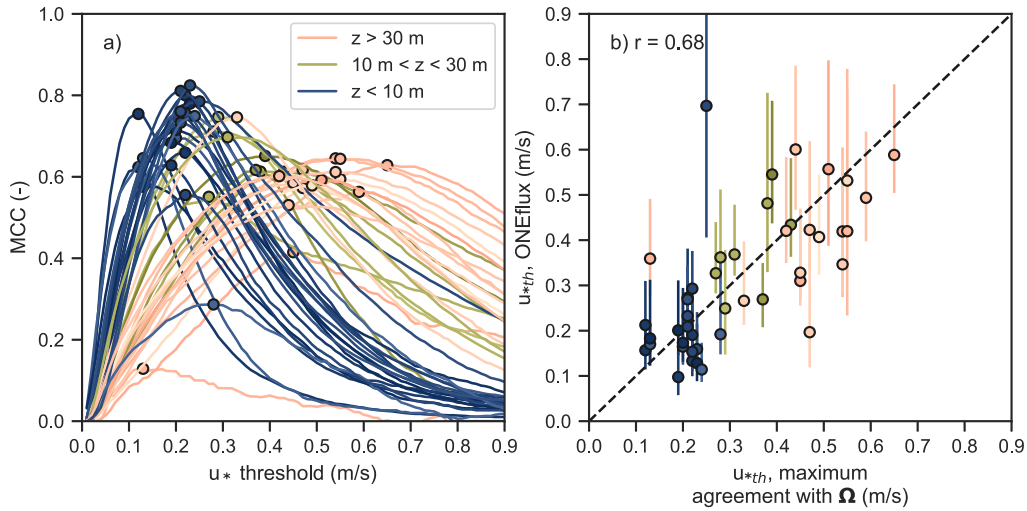 a)
z > 30 m
10 m < z < 30 m
z < 10 m
MCC (-)
1.0
0.8
0.6
0.4
0.2
0.0
0.0 0.1 0.2 0.3 0.4 0.5 0.6 0.7 0.8 0.9
u* threshold (m/s)
b) r = 0.68
u*th, ONEflux (m/s)
0.9
0.8
0.7
0.6
0.5
0.4
0.3
0.2
0.1
0.0
0.0 0.1 0.2 0.3 0.4 0.5 0.6 0.7 0.8 0.9
u*th, maximum
agreement with Ω (m/s)